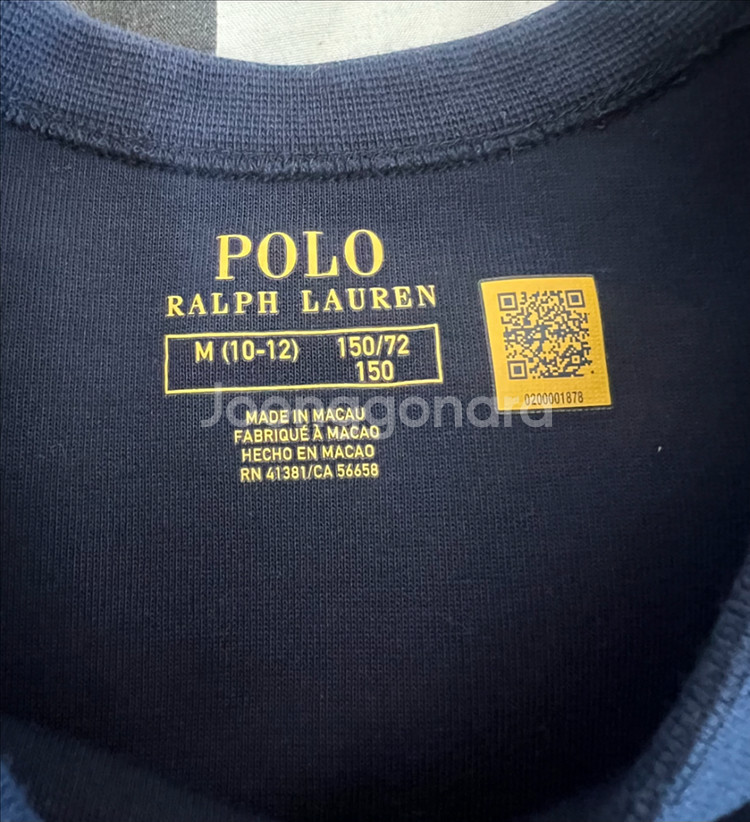 POLO
RALPH LAUREN
M (10-12) 150/72
150
0200001878
Joonggonara
MADE IN MACAU
FABRIQUÉ À MACAO
HECHO EN MACAO
RN 41381/CA 56658